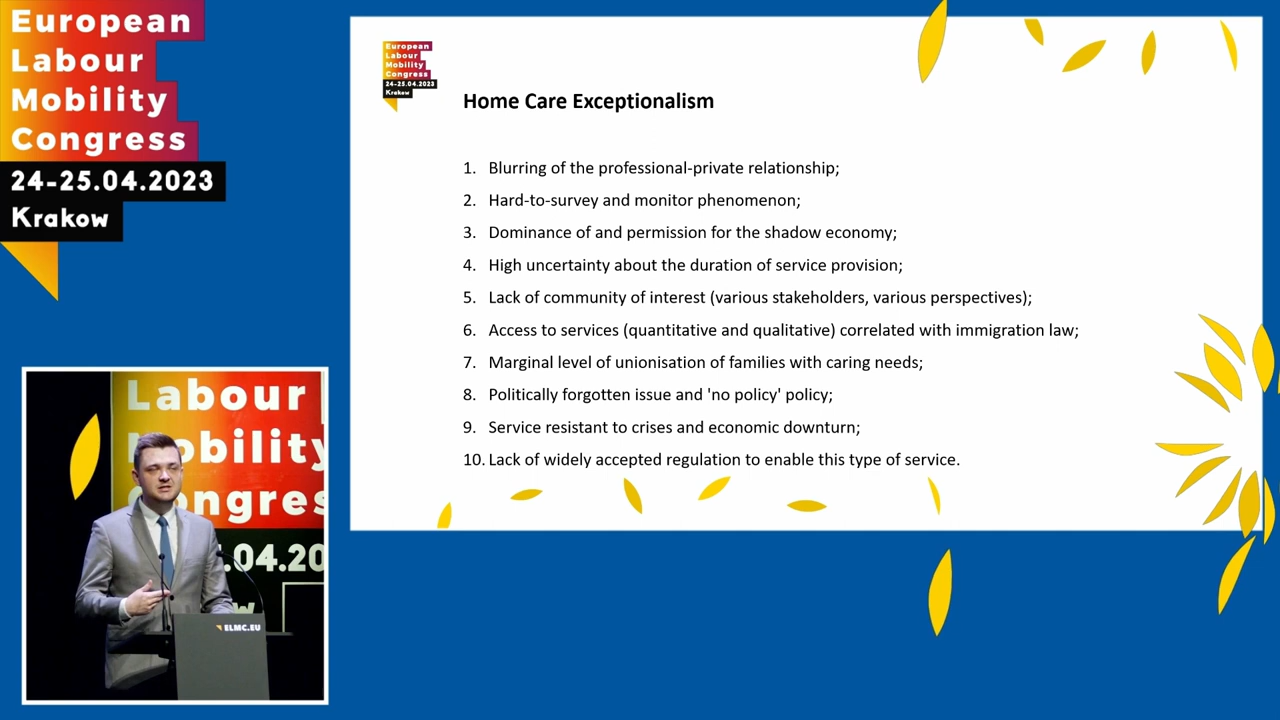 European
Labour
Mobility
Congress
24-25.04.2023
Krakow
European
Labour
Mobility
Congress
24-25.04.2023
Krakow
Home Care Exceptionalism
1. Blurring of the professional-private relationship;
2. Hard-to-survey and monitor phenomenon;
3. Dominance of and permission for the shadow economy;
4. High uncertainty about the duration of service provision;
5. Lack of community of interest (various stakeholders, various perspectives);
6. Access to services (quantitative and qualitative) correlated with immigration law;
7. Marginal level of unionisation of families with caring needs;
8. Politically forgotten issue and 'no policy' policy;
9. Service resistant to crises and economic downturn;
10. Lack of widely accepted regulation to enable this type of service.
Labour
obility
ongres
.04.20
w
ELMC.EU